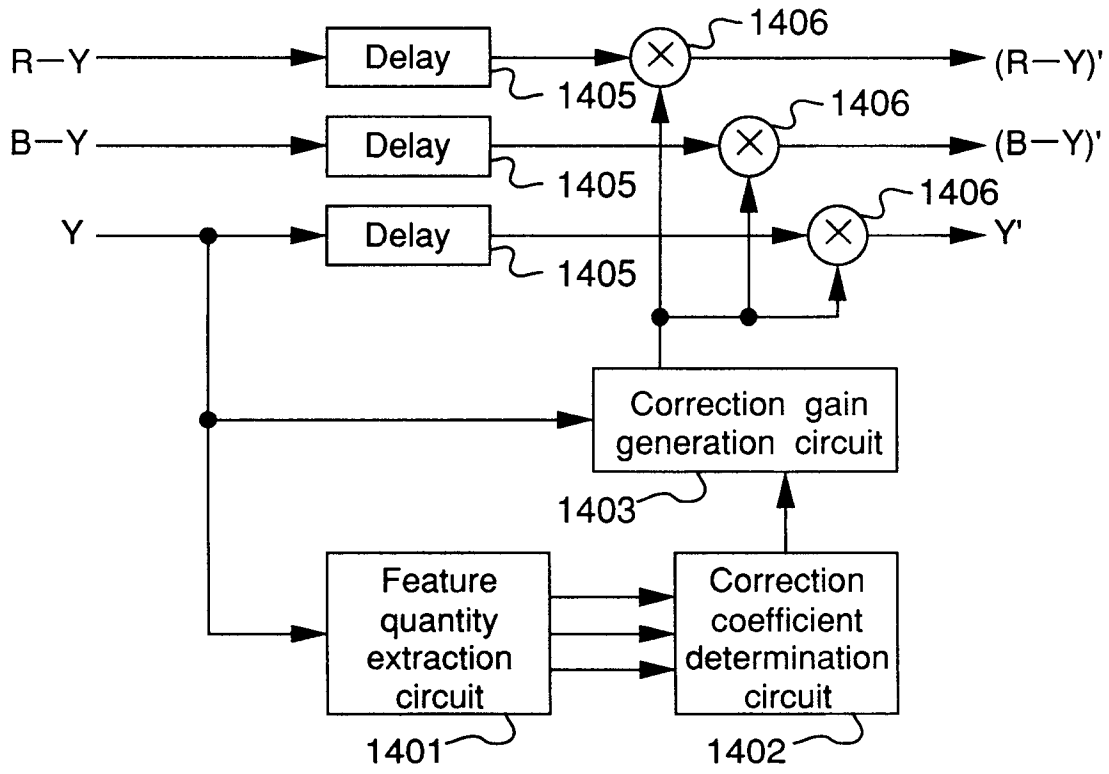 1406
R−Y
Delay
×
(R−Y)'
1405
1406
B−Y
Delay
×
(B−Y)'
1405
1406
Y
Delay
×
Y'
1405
Correction gain
generation circuit
1403
Feature
quantity
extraction
circuit
Correction
coefficient
determination
circuit
1401
1402